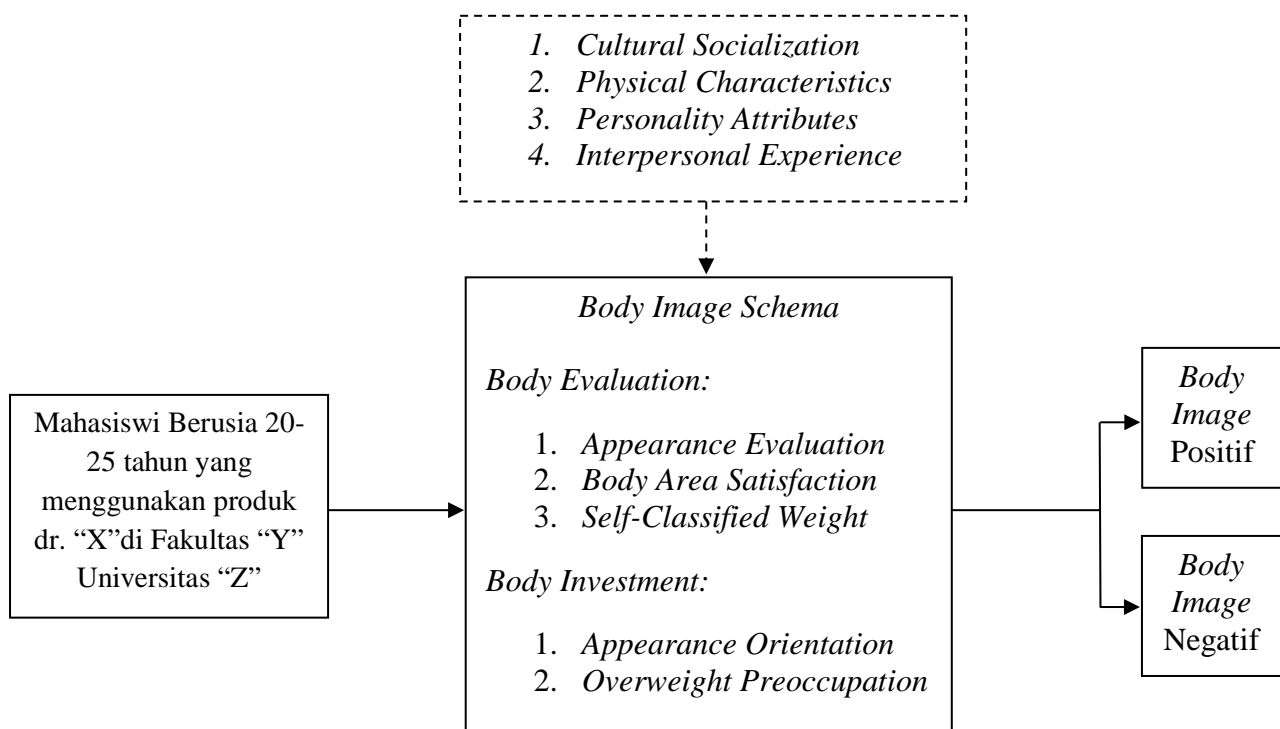 1. Cultural Socialization
2. Physical Characteristics
3. Personality Attributes
4. Interpersonal Experience
Mahasiswi Berusia 20-
25 tahun yang
menggunakan produk
dr. “X”di Fakultas “Y”
Universitas “Z”
Body Image Schema
Body Evaluation:
1. Appearance Evaluation
2. Body Area Satisfaction
3. Self-Classified Weight
Body Investment:
1. Appearance Orientation
2. Overweight Preoccupation
Body
Image
Positif
Body
Image
Negatif